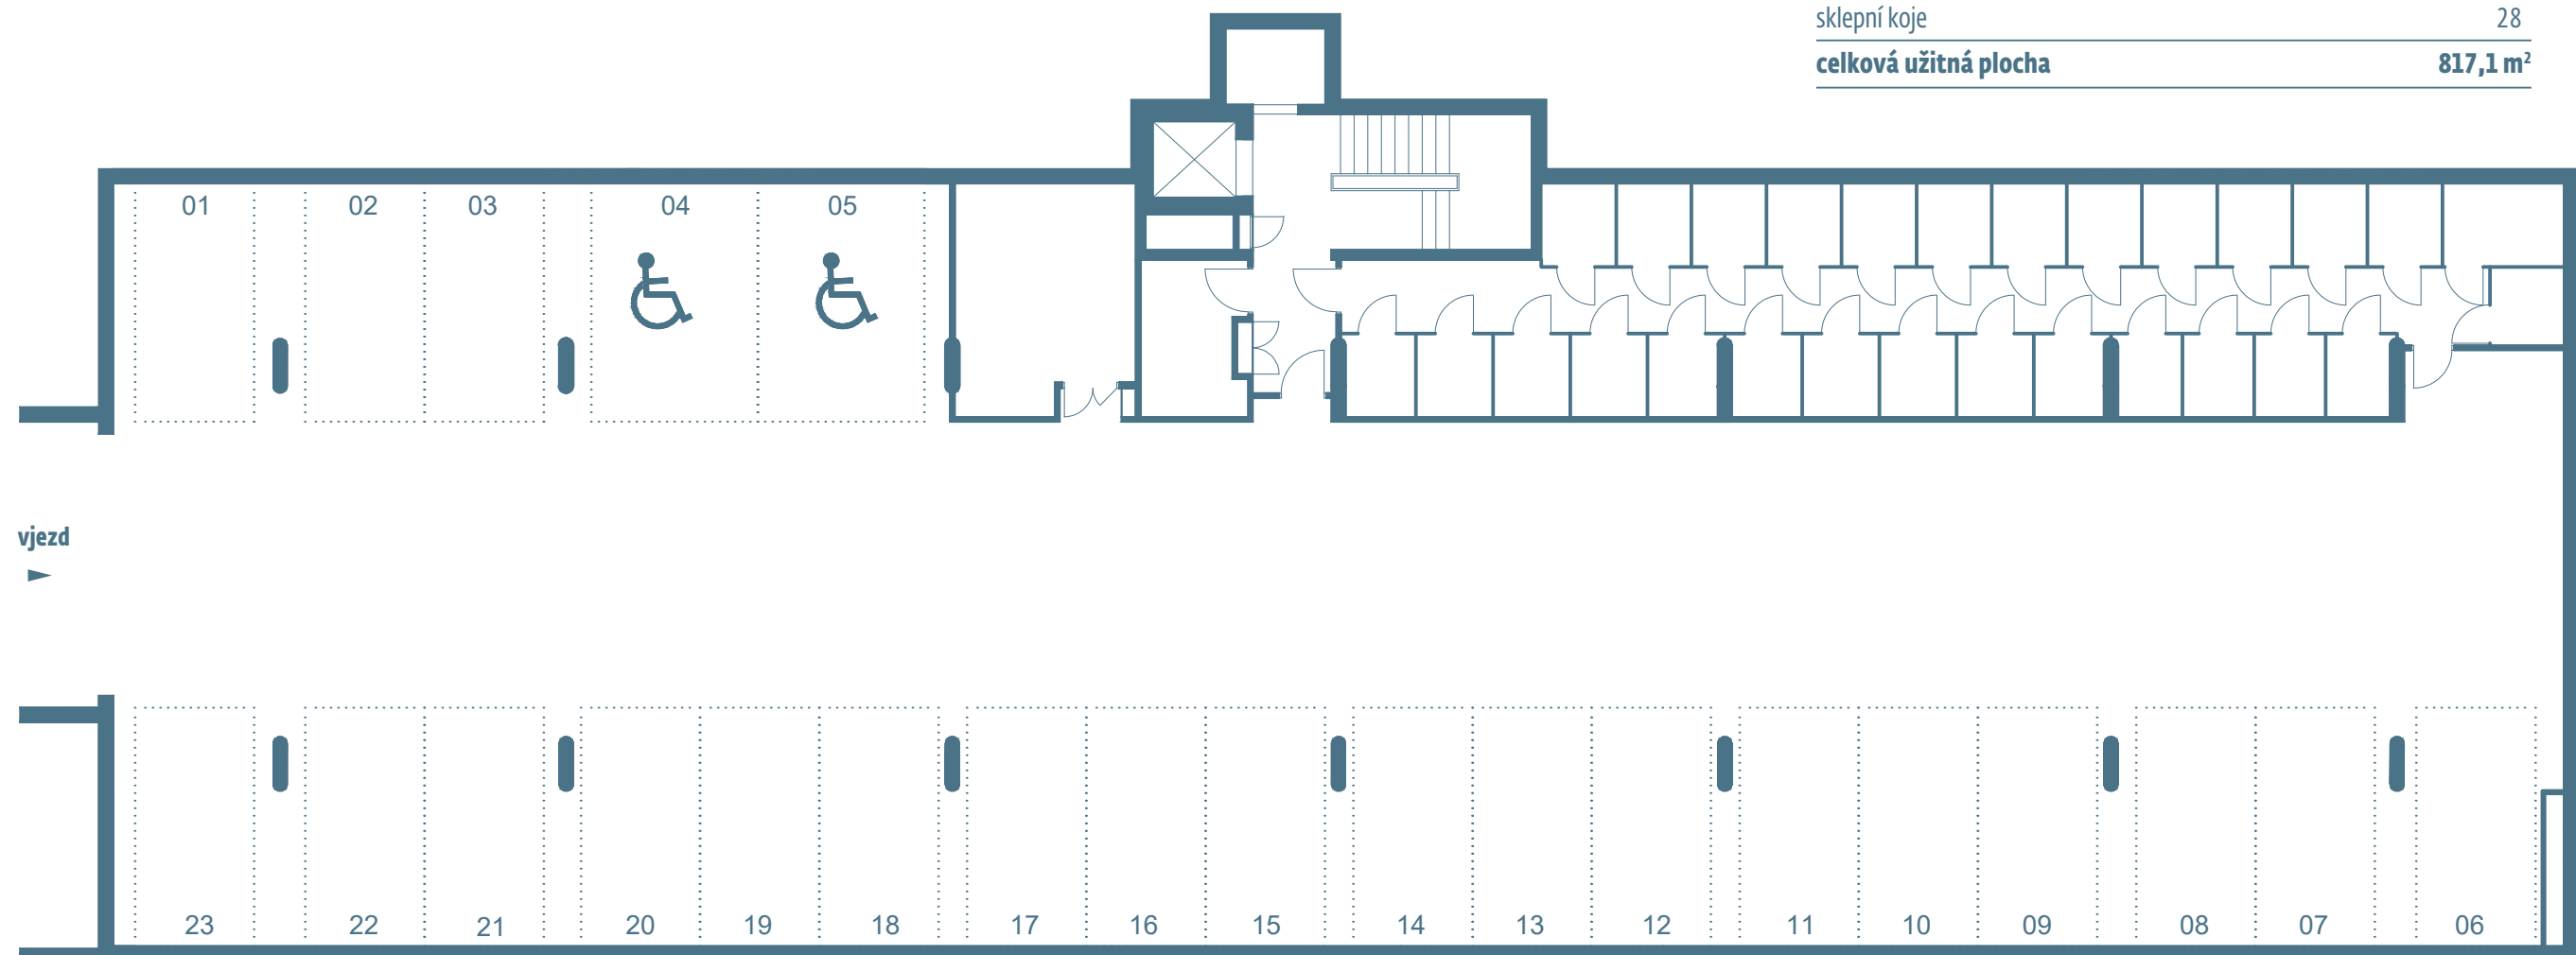 sklepní koje 28
celková užitná plocha 817,1 m²
01 02 03 04 05
vjezd
23 22 21 20 19 18 17 16 15 14 13 12 11 10 09 08 07 06